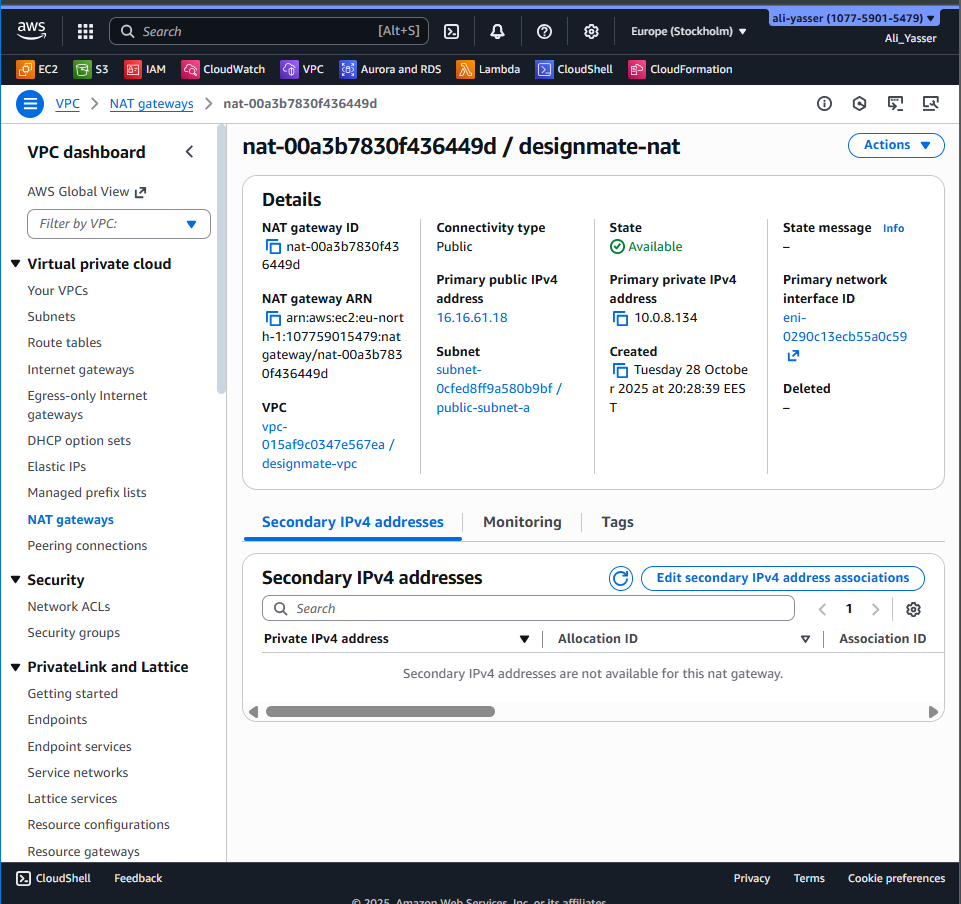 aws
Search
[Alt+S]
Europe (Stockholm)
ali-yasser (1077-5901-5479)
Ali_Yasser
EC2
S3
IAM
CloudWatch
VPC
Aurora and RDS
Lambda
CloudShell
CloudFormation
VPC
NAT gateways
nat-00a3b7830f436449d
VPC dashboard
AWS Global View
Filter by VPC:
Virtual private cloud
Your VPCs
Subnets
Route tables
Internet gateways
Egress-only Internet
gateways
DHCP option sets
Elastic IPs
Managed prefix lists
NAT gateways
Peering connections
Security
Network ACLs
Security groups
PrivateLink and Lattice
Getting started
Endpoints
Endpoint services
Service networks
Lattice services
Resource configurations
Resource gateways
nat-00a3b7830f436449d / designmate-nat
Actions
Details
NAT gateway ID
nat-00a3b7830f43
6449d
NAT gateway ARN
arn:aws:ec2:eu-nort
h-1:107759015479:nat
gateway/nat-00a3b783
0f436449d
VPC
vpc-
015af9c0347e567ea /
designmate-vpc
Connectivity type
Public
Primary public IPv4
address
16.16.61.18
Subnet
subnet-
0cfed8ff9a580b9bf /
public-subnet-a
State
Available
Primary private IPv4
address
10.0.8.134
Created
Tuesday 28 Octobe
r 2025 at 20:28:39 EES
T
State message Info
–
Primary network
interface ID
eni-
0290c13ecb55a0c59
Deleted
–
Secondary IPv4 addresses
Monitoring
Tags
Secondary IPv4 addresses
Edit secondary IPv4 address associations
Search
1
Private IPv4 address
Allocation ID
Association ID
Secondary IPv4 addresses are not available for this nat gateway.
CloudShell
Feedback
Privacy
Terms
Cookie preferences
© 2025, Amazon Web Services, Inc. or its affiliates.